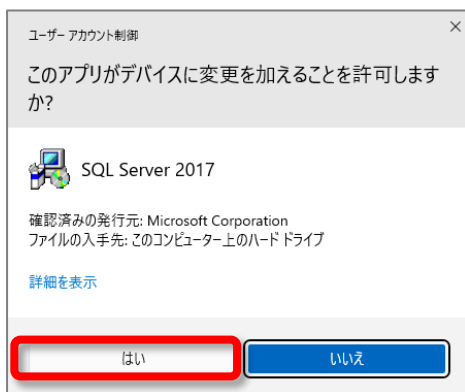 ユーザー アカウント制御
このアプリがデバイスに変更を加えることを許可します
か?
SQL Server 2017
確認済みの発行元: Microsoft Corporation
ファイルの入手先: このコンピューター上のハード ドライブ
詳細を表示
はい
いいえ